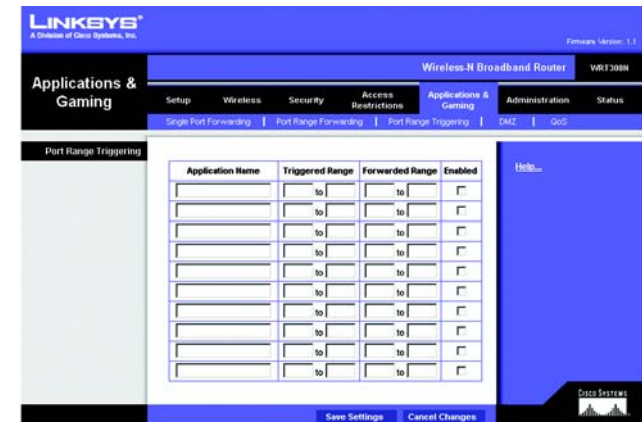 LINKSYS®
A Division of Cisco Systems, Inc.
Firmware Version: 1.1
Wireless-N Broadband Router WRT300N
Applications & Gaming
Setup Wireless Security Access Restrictions Applications & Gaming Administration Status
Single Port Forwarding | Port Range Forwarding | Port Range Triggering | DMZ | QoS
Port Range Triggering
Application Name Triggered Range Forwarded Range Enabled
Help...
to to
to to
to to
to to
to to
to to
to to
to to
to to
to to
CISCO SYSTEMS
Save Settings Cancel Changes